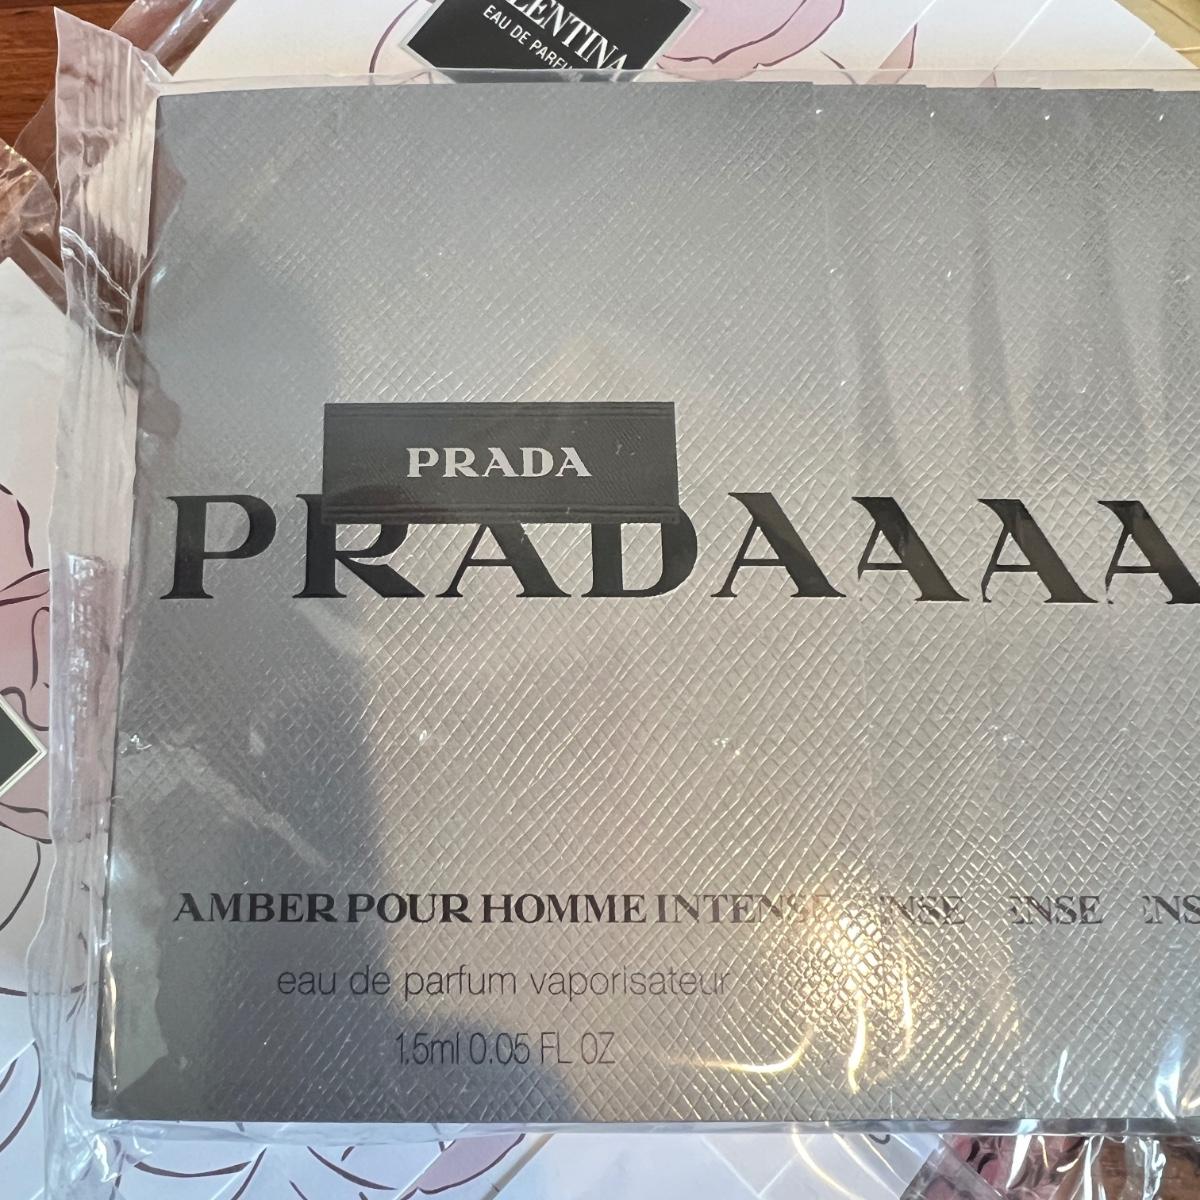 EAU DE PARFU
PRADA
PRADAAAA
AMBER POUR HOMME INTENSE NSE NSE NS
eau de parfum vaporisateur
1.5ml 0.05 FL OZ